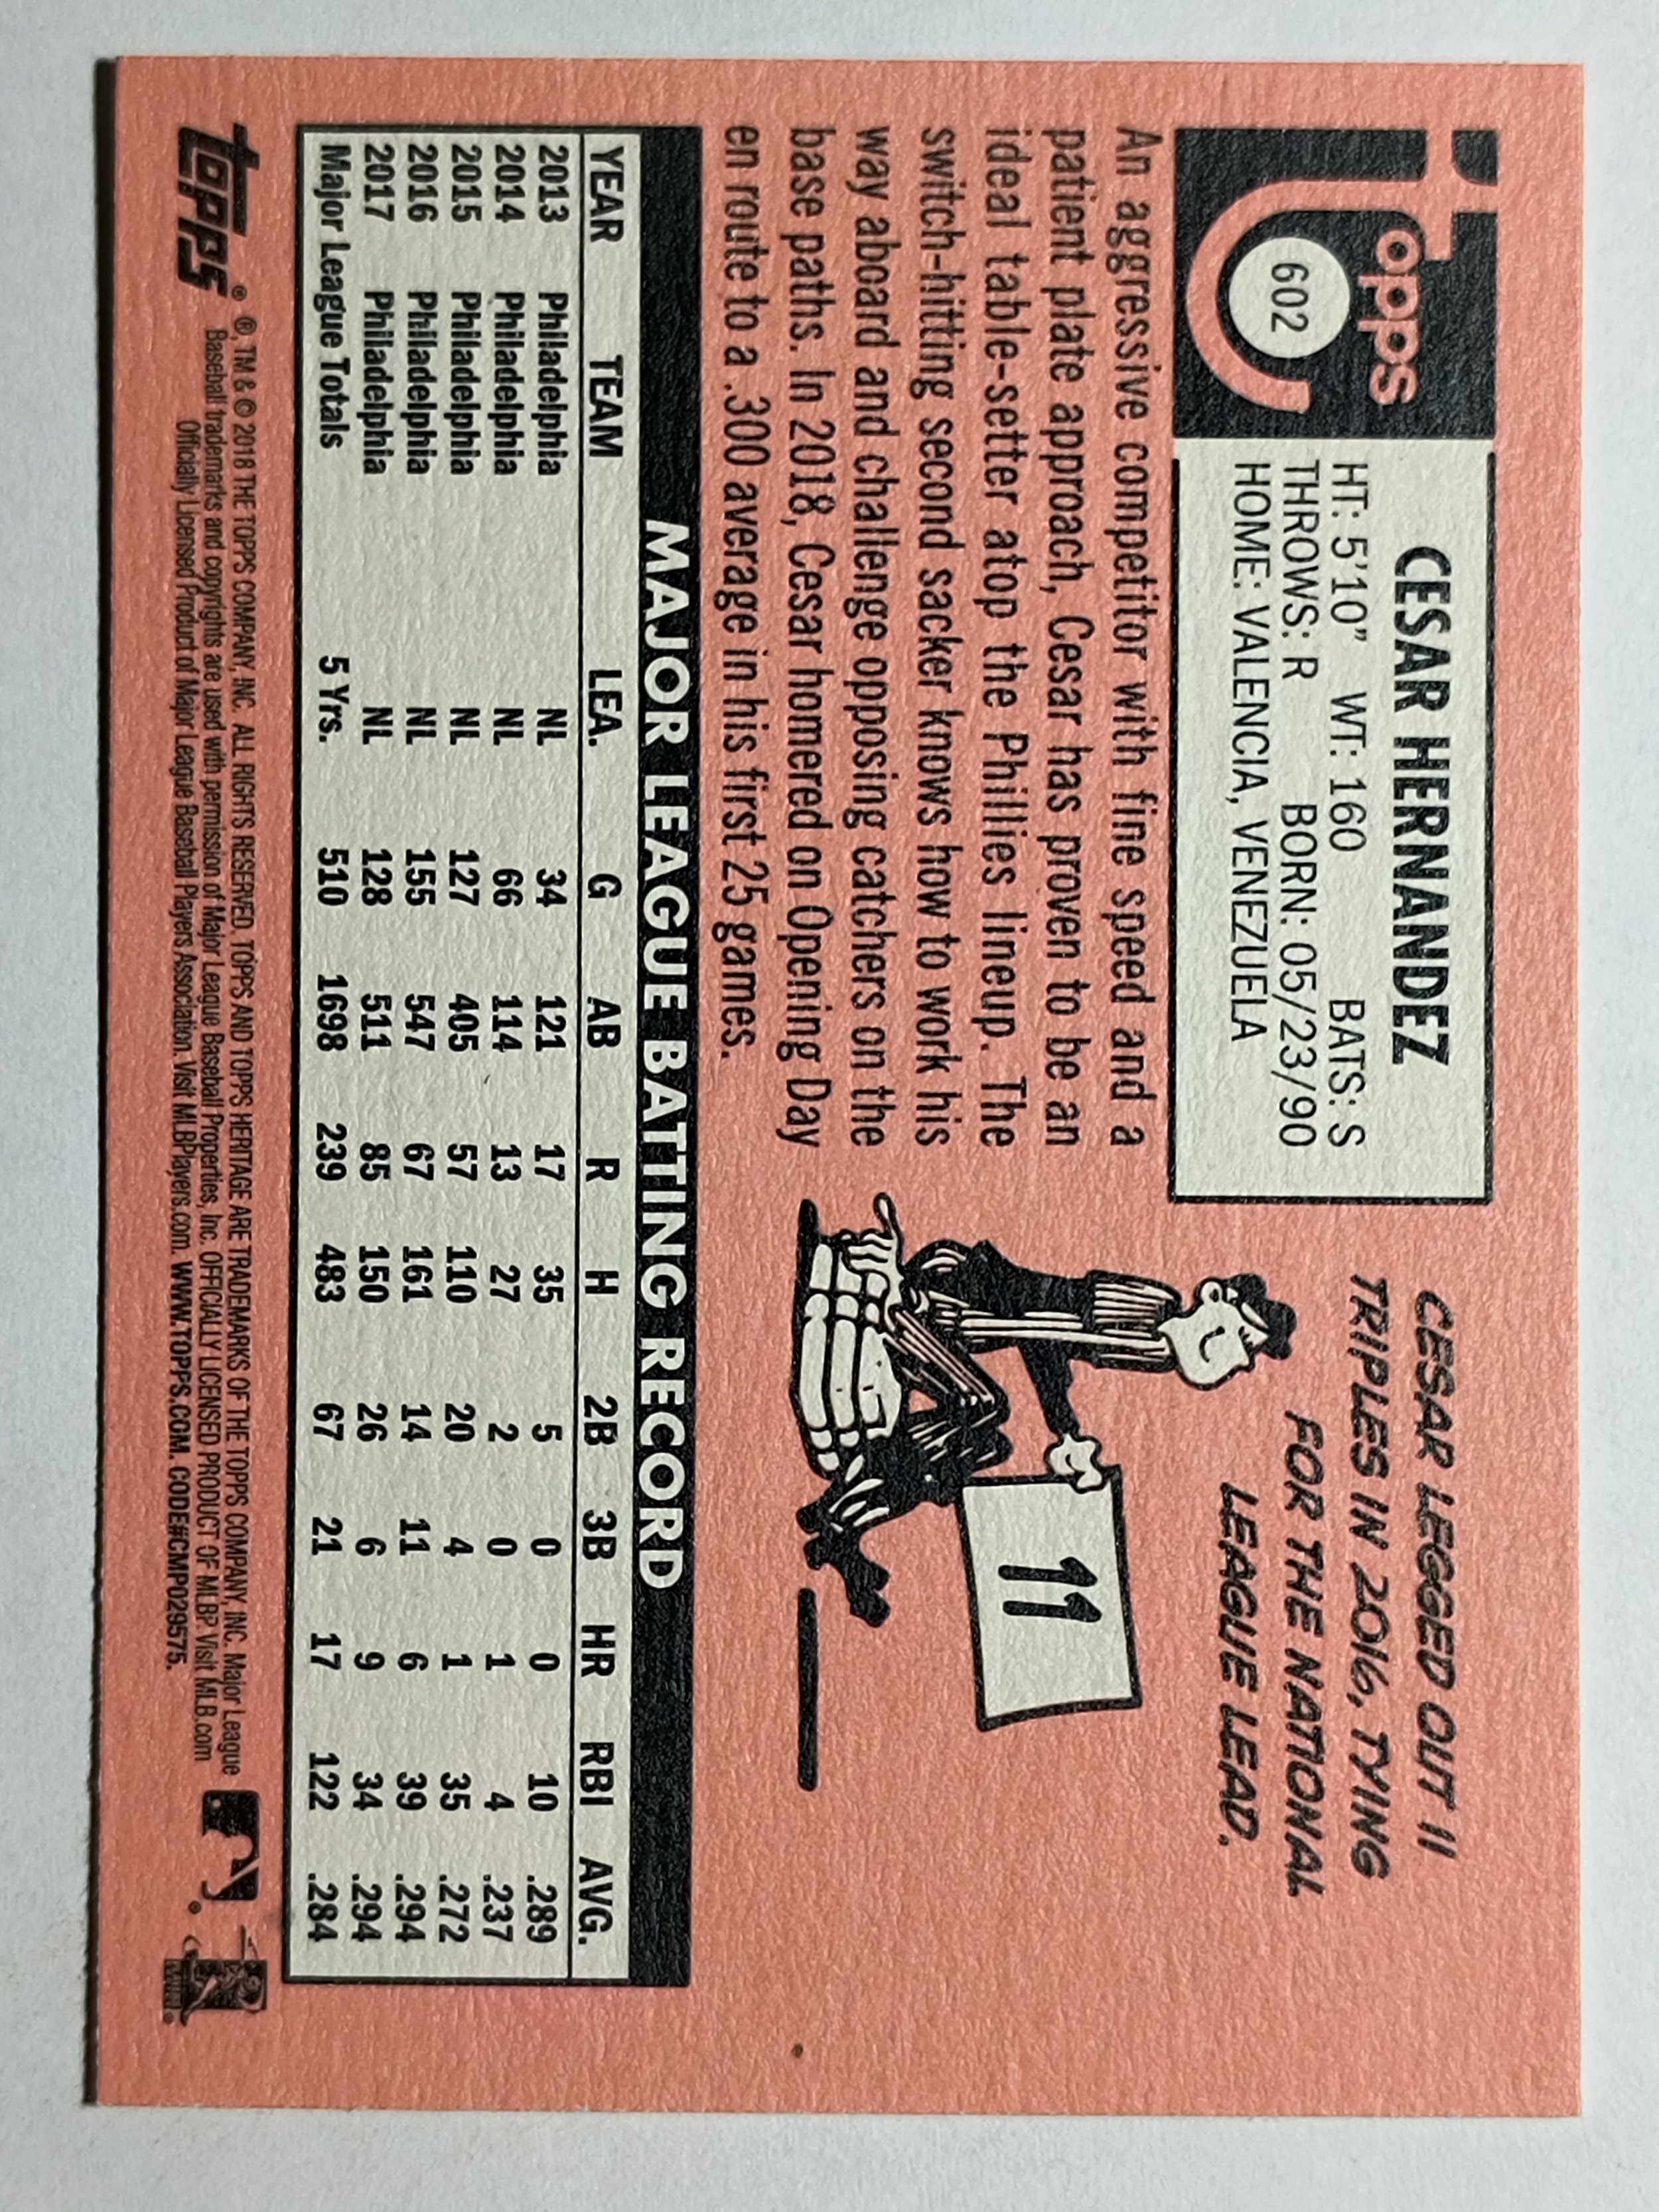 Topps
602
CESAR HERNANDEZ
HT: 5'10" WT: 160 BATS: S
THROWS: R BORN: 05/23/90
HOME: VALENCIA, VENEZUELA
CESAR LEGGED OUT 11
TRIPLES IN 2016, TYING
FOR THE NATIONAL
LEAGUE LEAD.
11
An aggressive competitor with fine speed and a
patient plate approach, Cesar has proven to be an
ideal table-setter atop the Phillies lineup. The
switch-hitting second sacker knows how to work his
way aboard and challenge opposing catchers on the
base paths. In 2018, Cesar homered on Opening Day
en route to a .300 average in his first 25 games.
MAJOR LEAGUE BATTING RECORD
YEAR TEAM LEA. G AB R H 2B 3B HR RBI AVG.
2013 Philadelphia NL 34 121 17 35 5 0 0 10 .289
2014 Philadelphia NL 66 114 13 27 2 0 1 4 .237
2015 Philadelphia NL 127 405 57 110 20 4 1 35 .272
2016 Philadelphia NL 155 547 67 161 14 11 6 39 .294
2017 Philadelphia NL 128 511 85 150 26 6 9 34 .294
Major League Totals 5 Yrs. 510 1698 239 483 67 21 17 122 .284
topps®
®, TM & © 2018 THE TOPPS COMPANY, INC. ALL RIGHTS RESERVED. TOPPS AND TOPPS HERITAGE ARE TRADEMARKS OF THE TOPPS COMPANY, INC. Major League
Baseball trademarks and copyrights are used with permission of Major League Baseball Properties, Inc. OFFICIALLY LICENSED PRODUCT OF MLBP. Visit MLB.com
Officially Licensed Product of Major League Baseball Players Association. Visit MLBPlayers.com. WWW.TOPPS.COM. CODE#CMP029575.